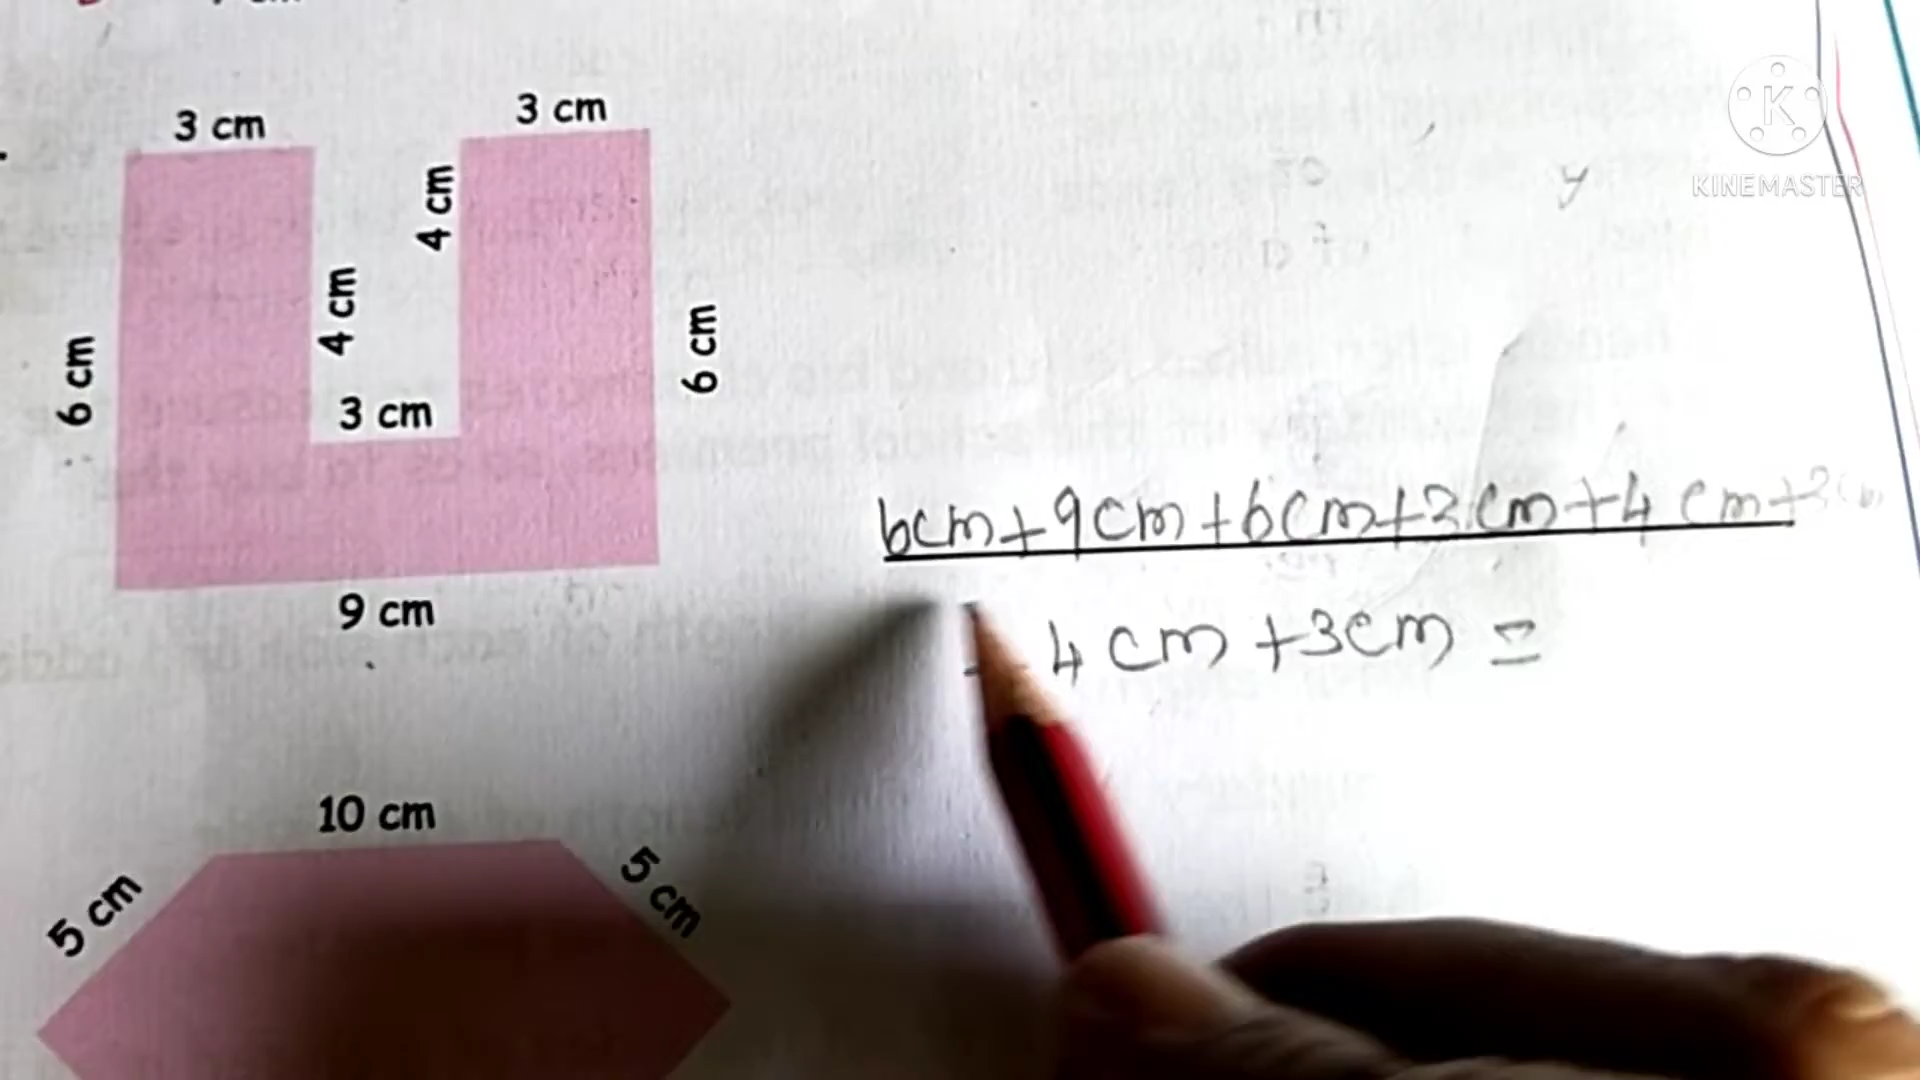 3 cm
3 cm
4 cm
4 cm
6 cm
6 cm
3 cm
9 cm
6cm+9cm+6cm+3cm+4cm+3cm
+ 4cm +3cm =
10 cm
5 cm
5 cm
K
KINEMASTER
y